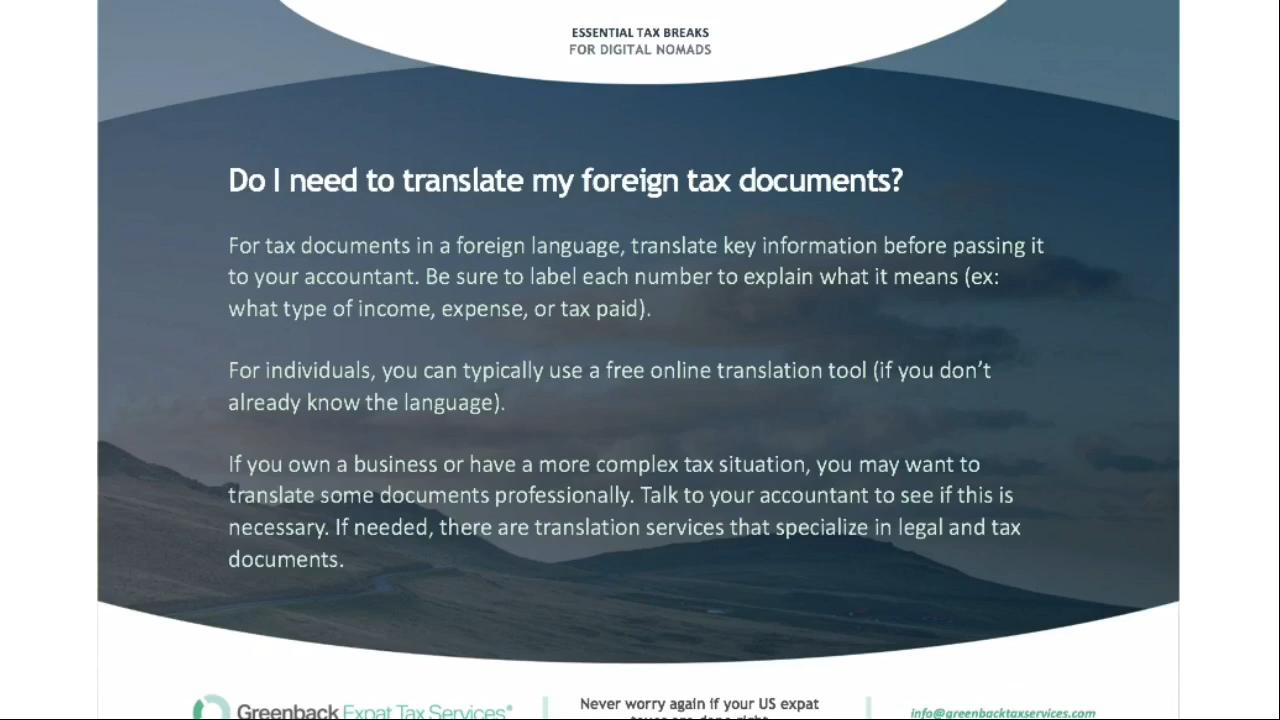 ESSENTIAL TAX BREAKS
FOR DIGITAL NOMADS
Do I need to translate my foreign tax documents?
For tax documents in a foreign language, translate key information before passing it
to your accountant. Be sure to label each number to explain what it means (ex:
what type of income, expense, or tax paid).
For individuals, you can typically use a free online translation tool (if you don’t
already know the language).
If you own a business or have a more complex tax situation, you may want to
translate some documents professionally. Talk to your accountant to see if this is
necessary. If needed, there are translation services that specialize in legal and tax
documents.
Greenback Expat Tax Services®
Never worry again if your US expat
taxes are done right
info@greenbacktaxservices.com